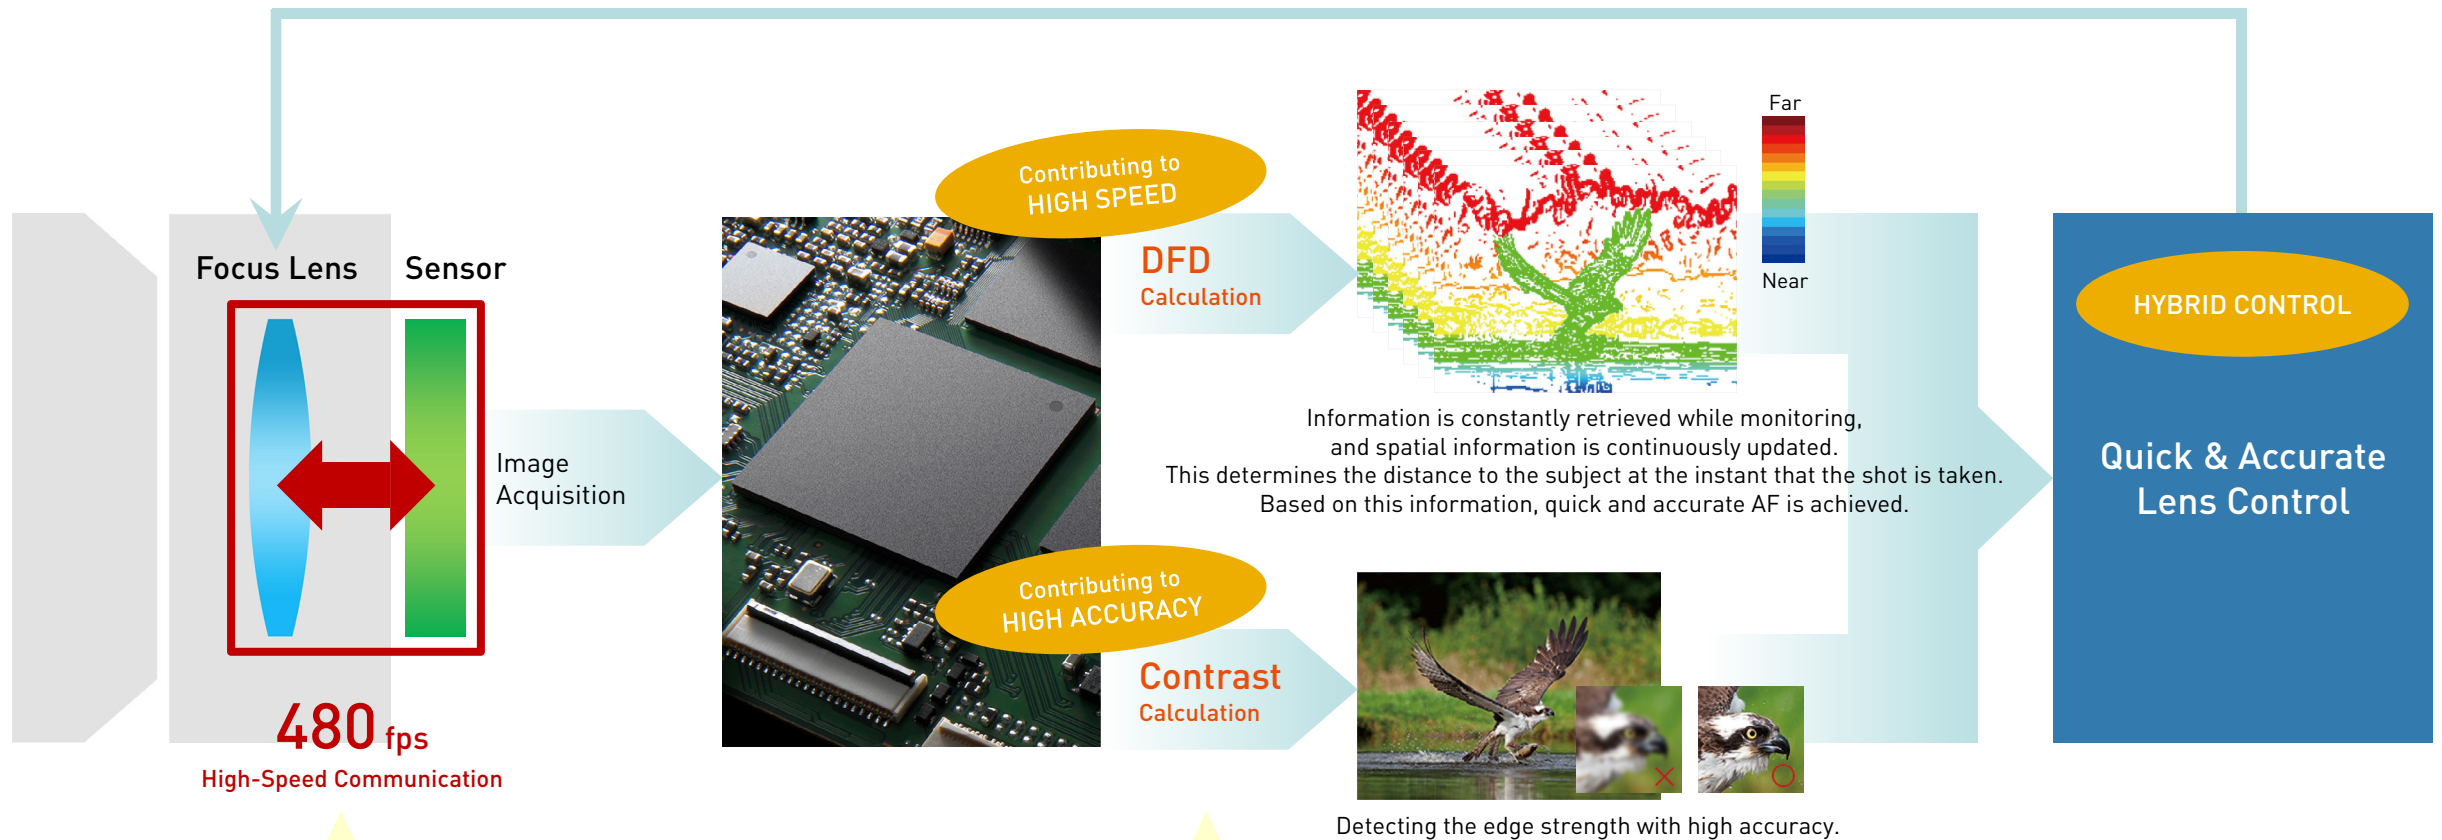 Focus Lens
Sensor
480 fps
High-Speed Communication
Image
Acquisition
Contributing to
HIGH SPEED
DFD
Calculation
Far
Near
Information is constantly retrieved while monitoring,
and spatial information is continuously updated.
This determines the distance to the subject at the instant that the shot is taken.
Based on this information, quick and accurate AF is achieved.
Contributing to
HIGH ACCURACY
Contrast
Calculation
Detecting the edge strength with high accuracy.
HYBRID CONTROL
Quick & Accurate
Lens Control